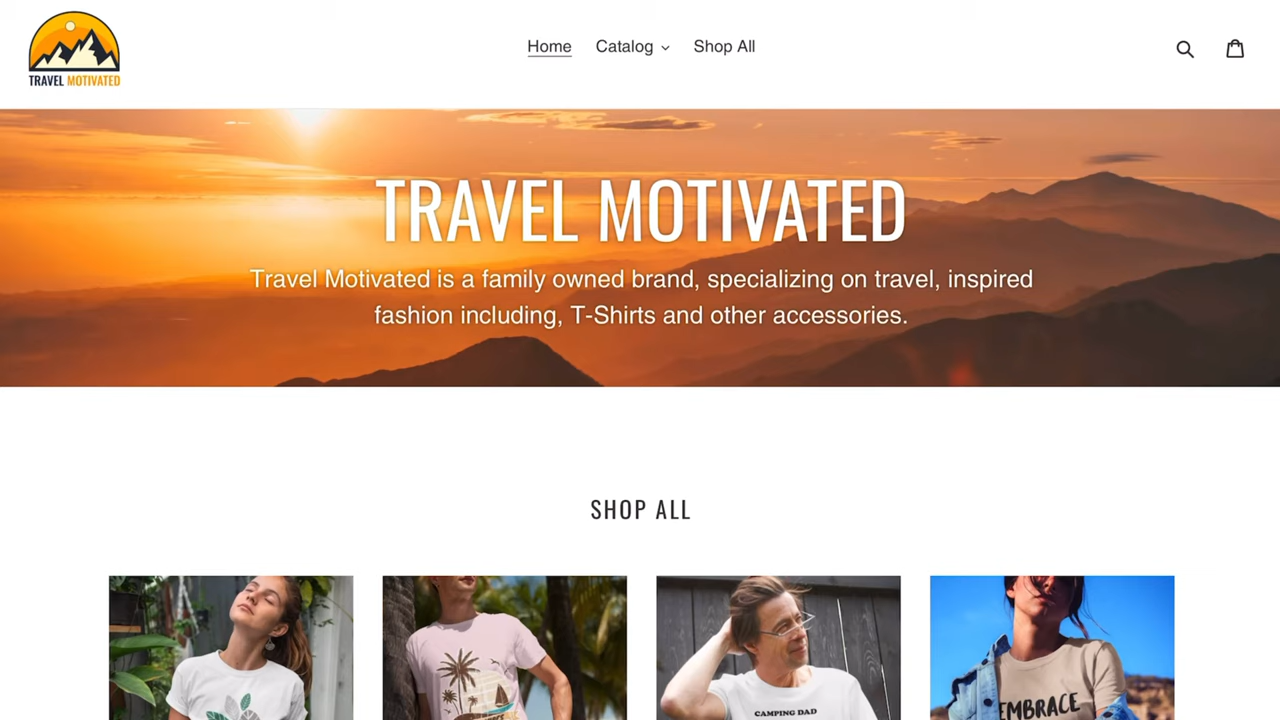 TRAVEL MOTIVATED
Home Catalog Shop All
TRAVEL MOTIVATED
Travel Motivated is a family owned brand, specializing on travel, inspired
fashion including, T-Shirts and other accessories.
SHOP ALL
CAMPING DAD
EMBRACE